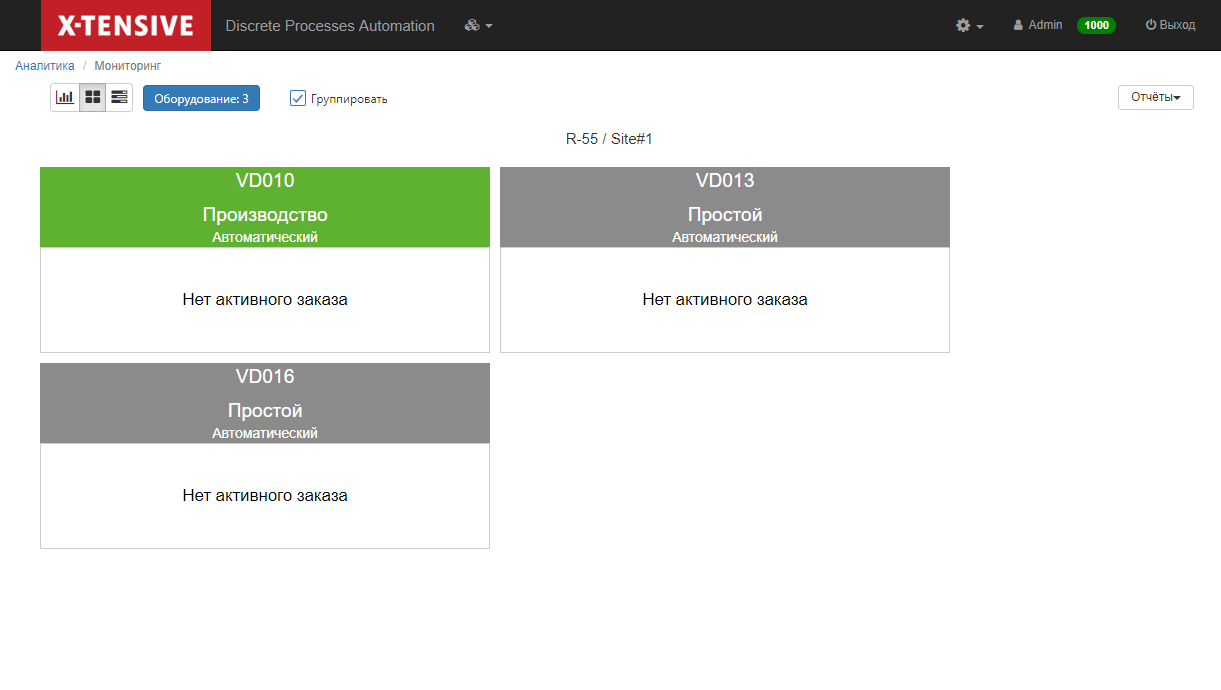 X-TENSIVE Discrete Processes Automation Admin 1000 Выход
Аналитика / Мониторинг
Оборудование: 3 Группировать Отчёты
R-55 / Site#1
VD010
Производство
Автоматический
Нет активного заказа
VD013
Простой
Автоматический
Нет активного заказа
VD016
Простой
Автоматический
Нет активного заказа